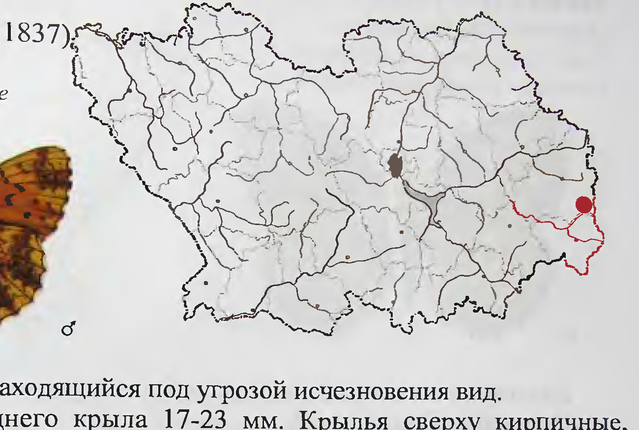 1837)
е
♂
аходящийся под угрозой исчезновения вид.
днего крыла 17-23 мм. Крылья сверху кирпичные,